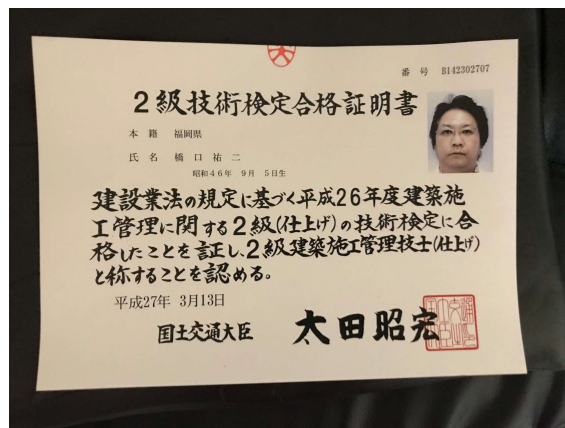 番 号 B142302707
2級技術検定合格証明書
本 籍 福岡県
氏 名 橋口祐二
昭和46年 9月 5日生
建設業法の規定に基づく平成26年度建築施
工管理に関する2級(仕上げ)の技術検定に合
格したことを証し、2級建築施工管理技士(仕上げ)
と称することを認める。
平成27年 3月13日
国土交通大臣 太田昭宏